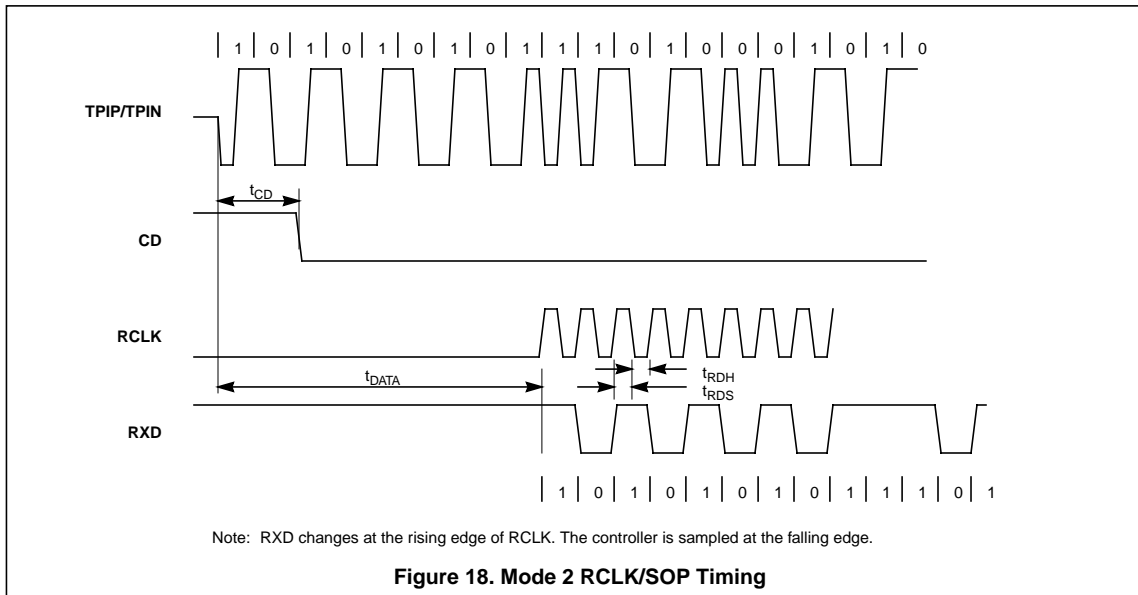 1 0 1 0 1 0 1 0 1 1 1 0 1 0 0 0 1 0 1 0
TPIP/TPIN
tCD
CD
RCLK
tDATA
tRDH
tRDS
RXD
1 0 1 0 1 0 1 0 1 1 1 0 1
Note: RXD changes at the rising edge of RCLK. The controller is sampled at the falling edge.
Figure 18. Mode 2 RCLK/SOP Timing